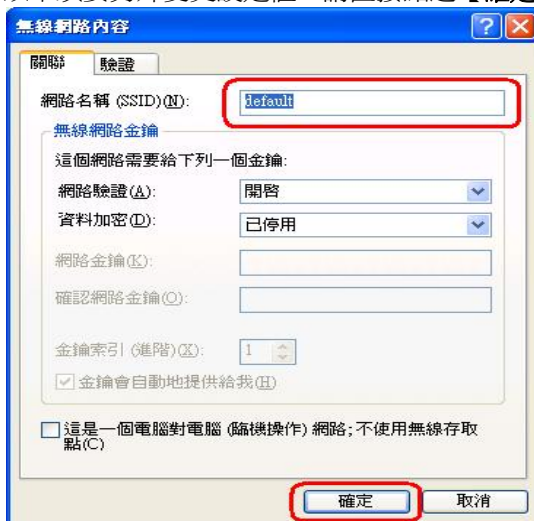 無線網路內容
關聯 驗證
網路名稱 (SSID)(N): default
無線網路金鑰
這個網路需要給下列一個金鑰:
網路驗證(A): 開啓
資料加密(D): 已停用
網路金鑰(K):
確認網路金鑰(O):
金鑰索引 (進階)(X): 1
金鑰會自動地提供給我(H)
這是一個電腦對電腦 (臨機操作) 網路;不使用無線存取
點(C)
確定 取消